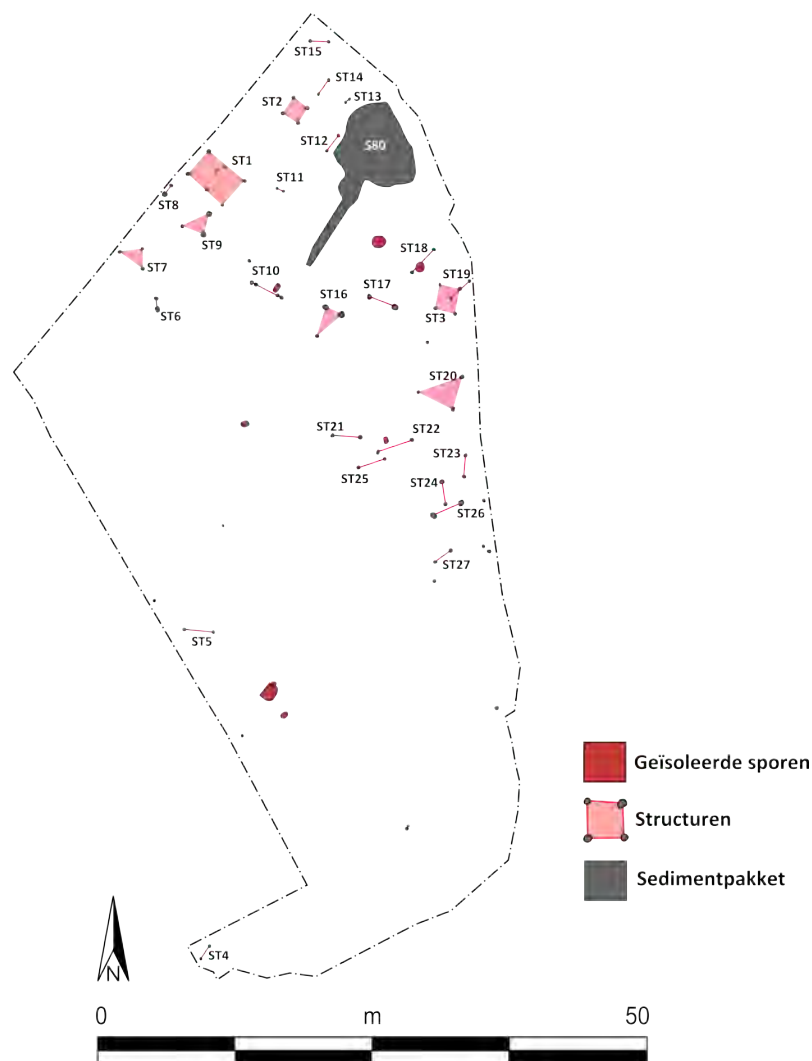 ST15
ST14
ST2
ST13
ST12
S80
ST1
ST11
ST8
ST9
ST18
ST7
ST10
ST17
ST19
ST16
ST3
ST6
ST20
ST21
ST22
ST23
ST25
ST24
ST26
ST27
ST5
Geïsoleerde sporen
Structuren
Sedimentpakket
ST4
N
0 m 50